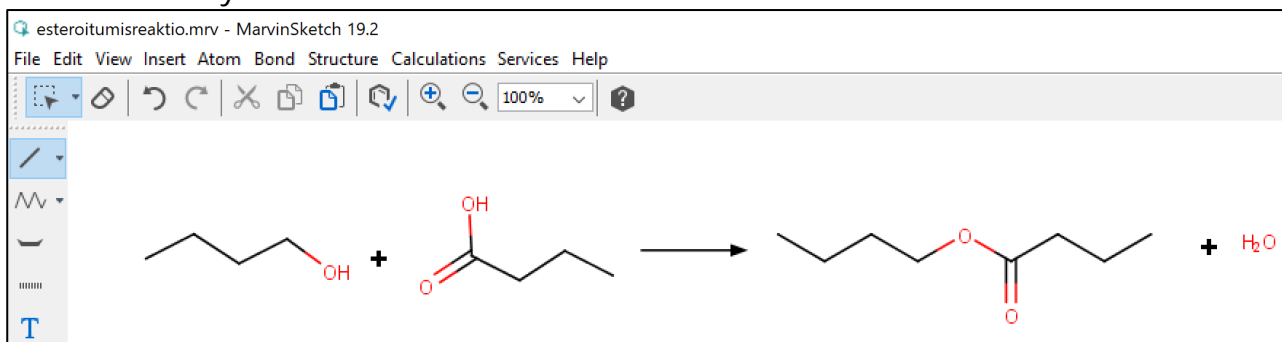 esteroitumisreaktio.mrv - MarvinSketch 19.2
File Edit View Insert Atom Bond Structure Calculations Services Help
100%
?
T
OH
+
OH
O
O
O
+
H₂O